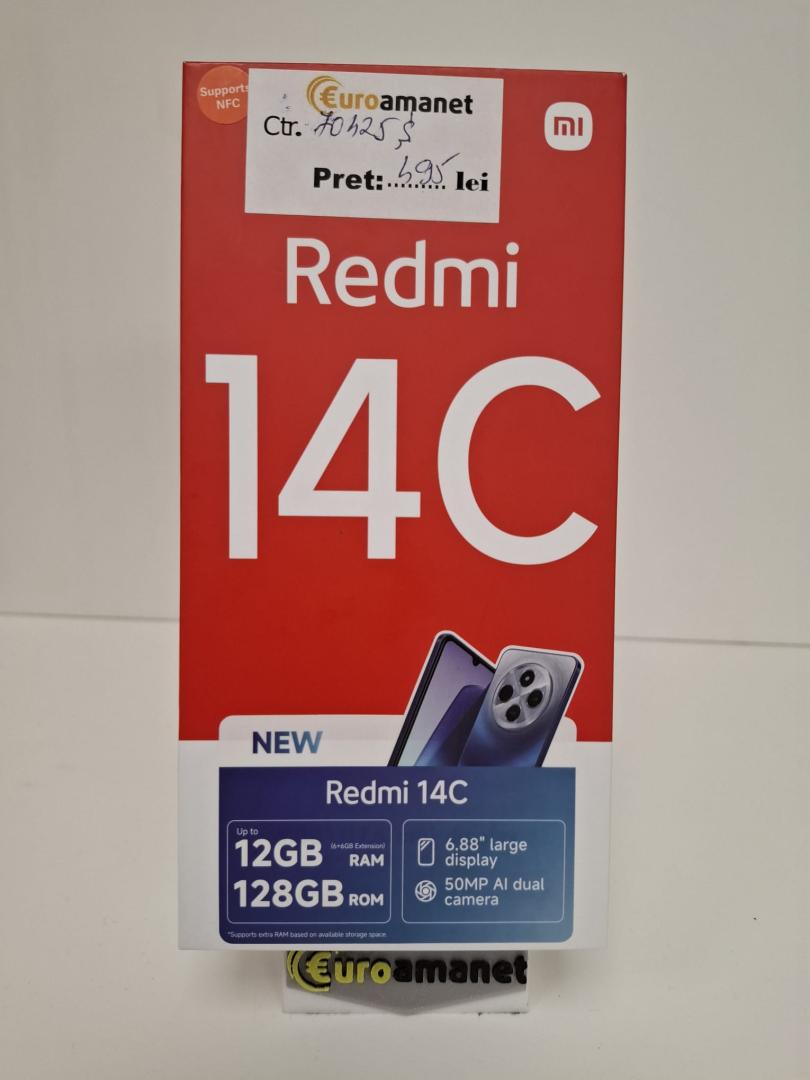 Supports
NFC
€uroamanet
Ctr. 70425 $
Pret:......... 495 lei
mi
Redmi
14C
NEW
Redmi 14C
Up to
12GB (6+6GB Extension) RAM
128GB ROM
6.88" large
display
50MP AI dual
camera
*Supports extra RAM based on available storage space.
€uroamanet